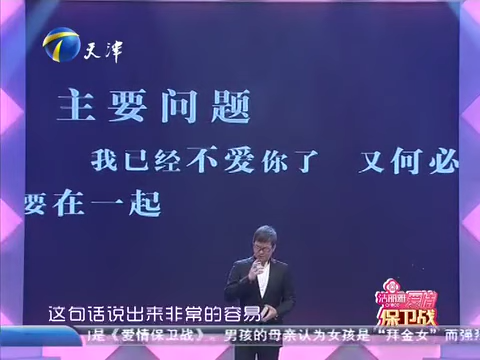 天津
主要问题
我已经不爱你了 又何必
要在一起
洁丽雅 爱情
保卫战
这句话说出来非常的容易
是《爱情保卫战》、男孩的母亲认为女孩是“拜金女”而强